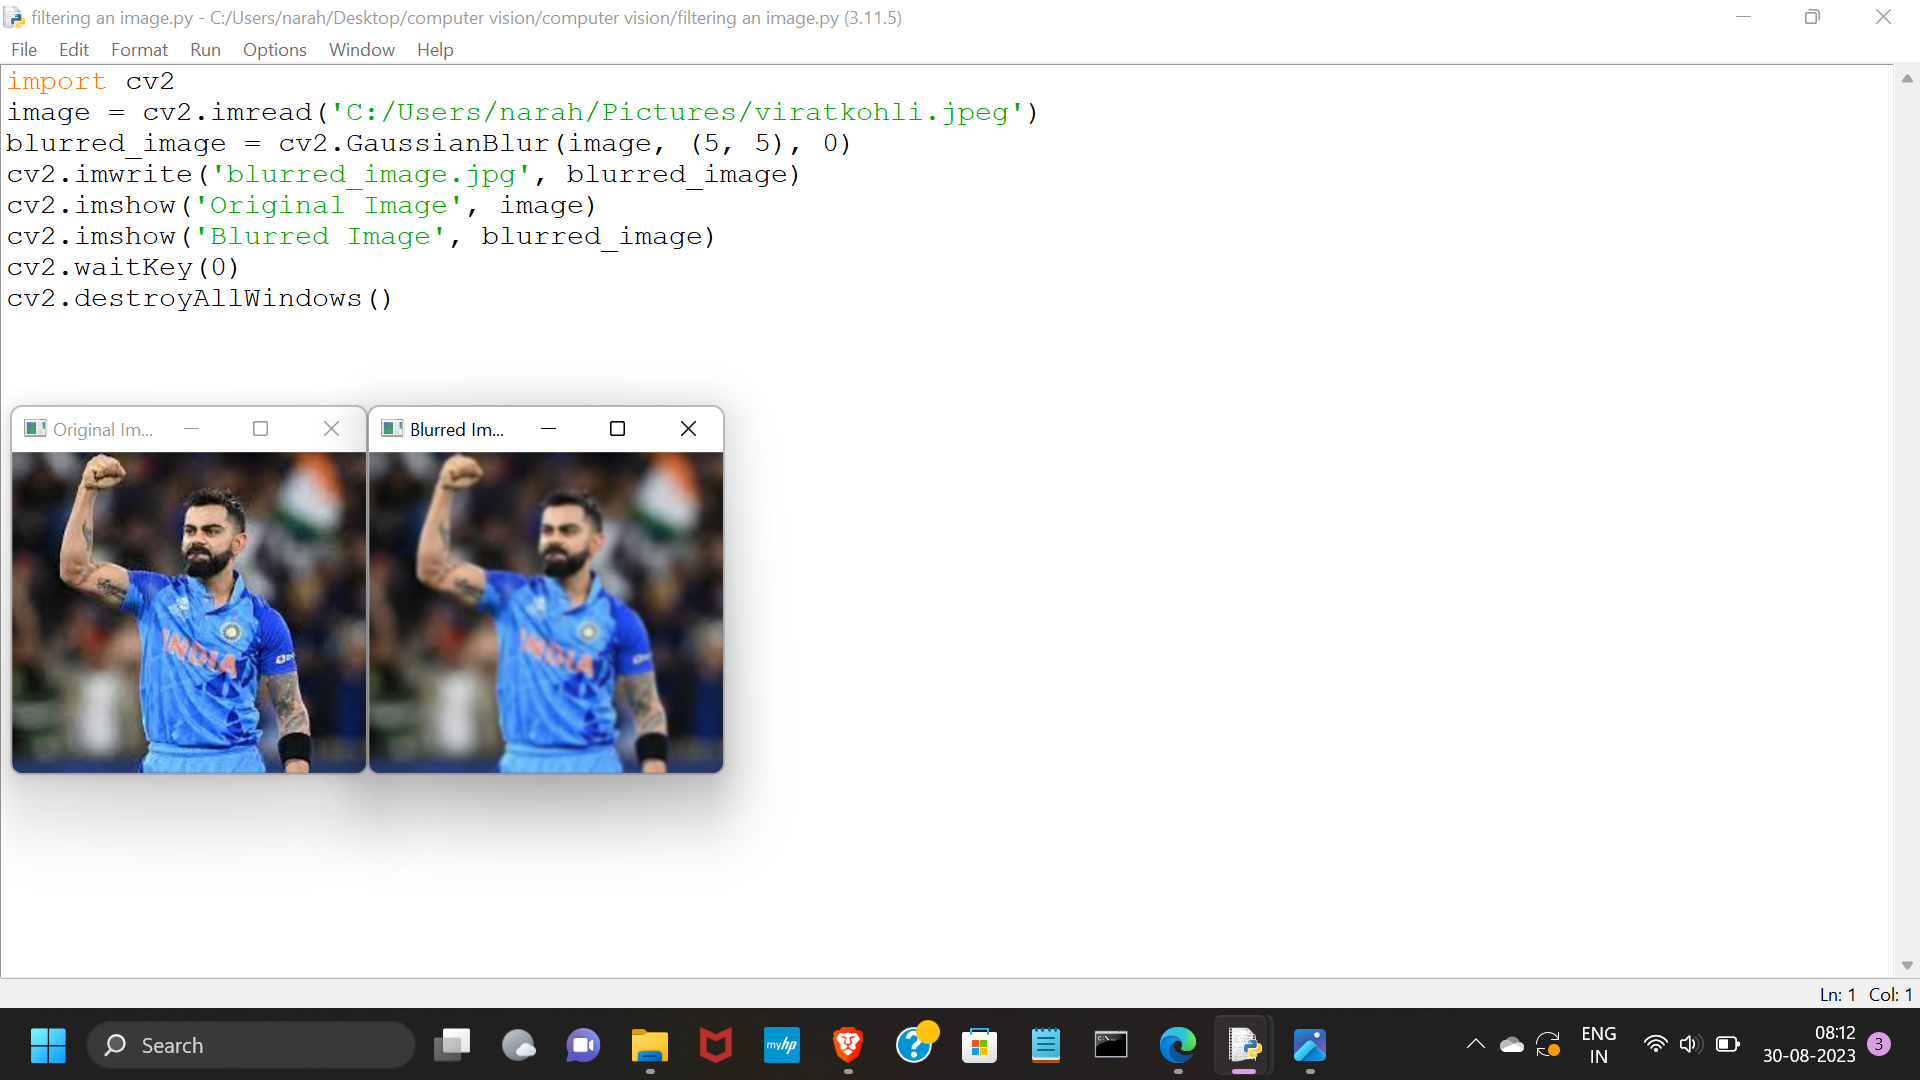 filtering an image.py - C:/Users/narah/Desktop/computer vision/computer vision/filtering an image.py (3.11.5)
File Edit Format Run Options Window Help
import cv2
image = cv2.imread('C:/Users/narah/Pictures/viratkohli.jpeg')
blurred_image = cv2.GaussianBlur(image, (5, 5), 0)
cv2.imwrite('blurred_image.jpg', blurred_image)
cv2.imshow('Original Image', image)
cv2.imshow('Blurred Image', blurred_image)
cv2.waitKey(0)
cv2.destroyAllWindows()
Original Im... Blurred Im...
INDIA INDIA
Ln: 1 Col: 1
Search
myhp
ENG
IN
08:12
30-08-2023
3